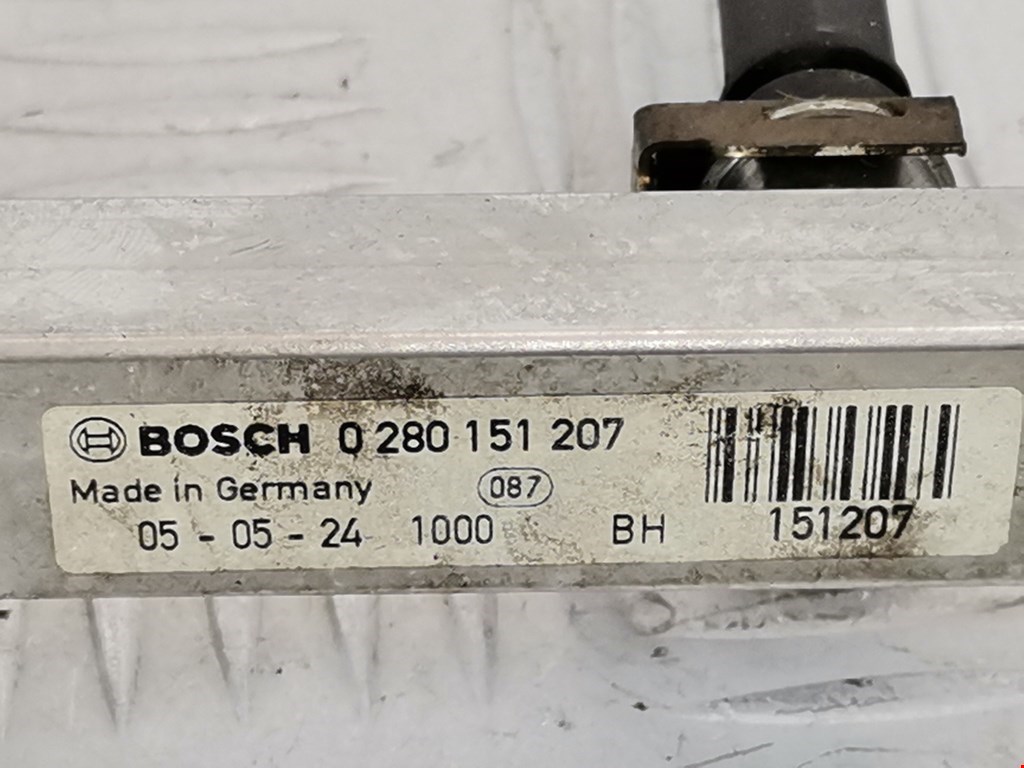 BOSCH 0 280 151 207
Made in Germany 087
05 - 05 - 24 1000 BH 151207